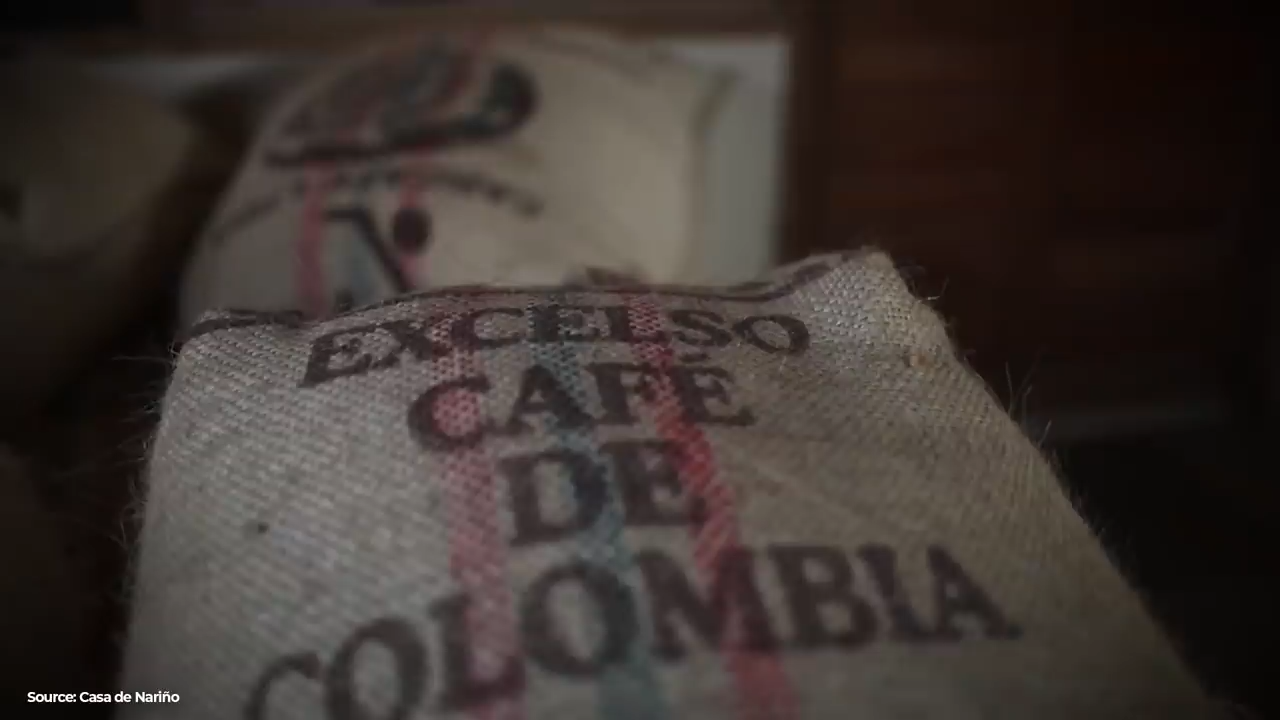 EXCELSO
CAFÉ
DE
COLOMBIA
Source: Casa de Nariño